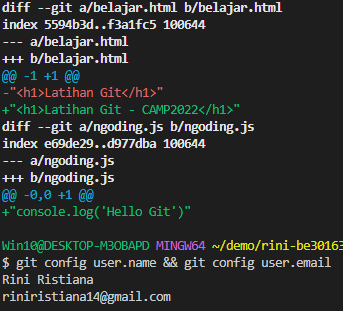 diff --git a/belajar.html b/belajar.html
index 5594b3d..f3a1fc5 100644
--- a/belajar.html
+++ b/belajar.html
@@ -1 +1 @@
-"<h1>Latihan Git</h1>"
+"<h1>Latihan Git - CAMP2022</h1>"
diff --git a/ngoding.js b/ngoding.js
index e69de29..d977dba 100644
--- a/ngoding.js
+++ b/ngoding.js
@@ -0,0 +1 @@
+"console.log('Hello Git')"
Win10@DESKTOP-M3OBAPD MINGW64 ~/demo/rini-be30163
$ git config user.name && git config user.email
Rini Ristiana
riniristiana14@gmail.com